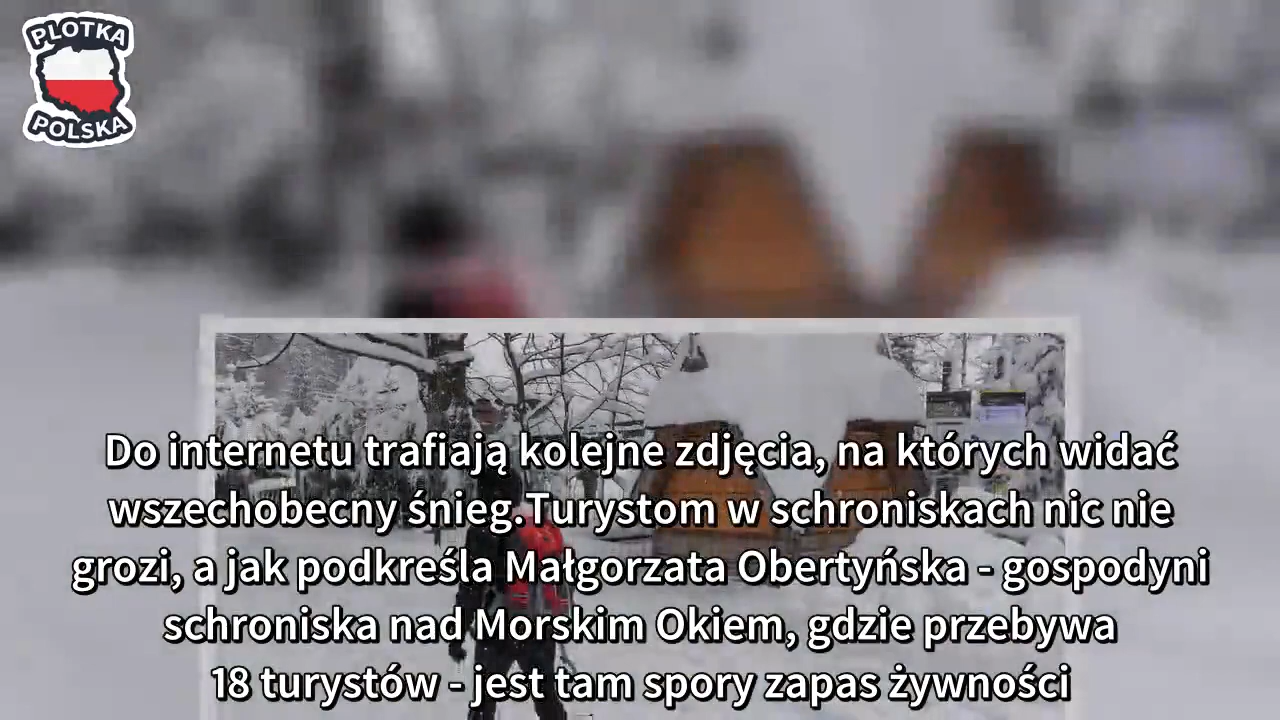 PLOTKA
POLSKA
Do internetu trafiają kolejne zdjęcia, na których widać
wszechobecny śnieg.Turystom w schroniskach nic nie
grozi, a jak podkreśla Małgorzata Obertyńska - gospodyni
schroniska nad Morskim Okiem, gdzie przebywa
18 turystów - jest tam spory zapas żywności